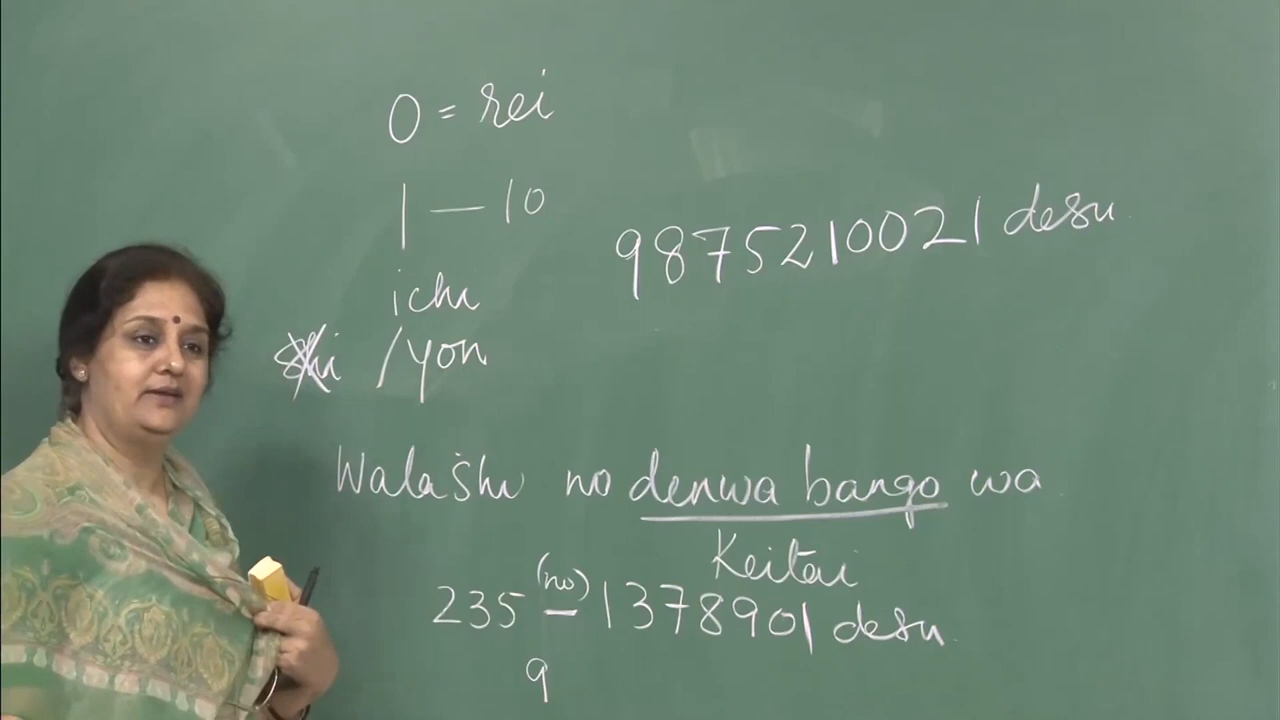 0 = rei
1 — 10
9875210021 desu
ichi
shi / yon
Watashi no denwa bango wa
Keitai
235 (no) — 1378901 desu
9